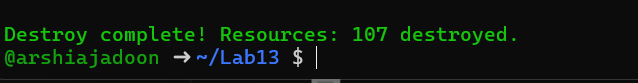 Destroy complete! Resources: 107 destroyed.
@arshiajadoon ➜ ~/Lab13 $